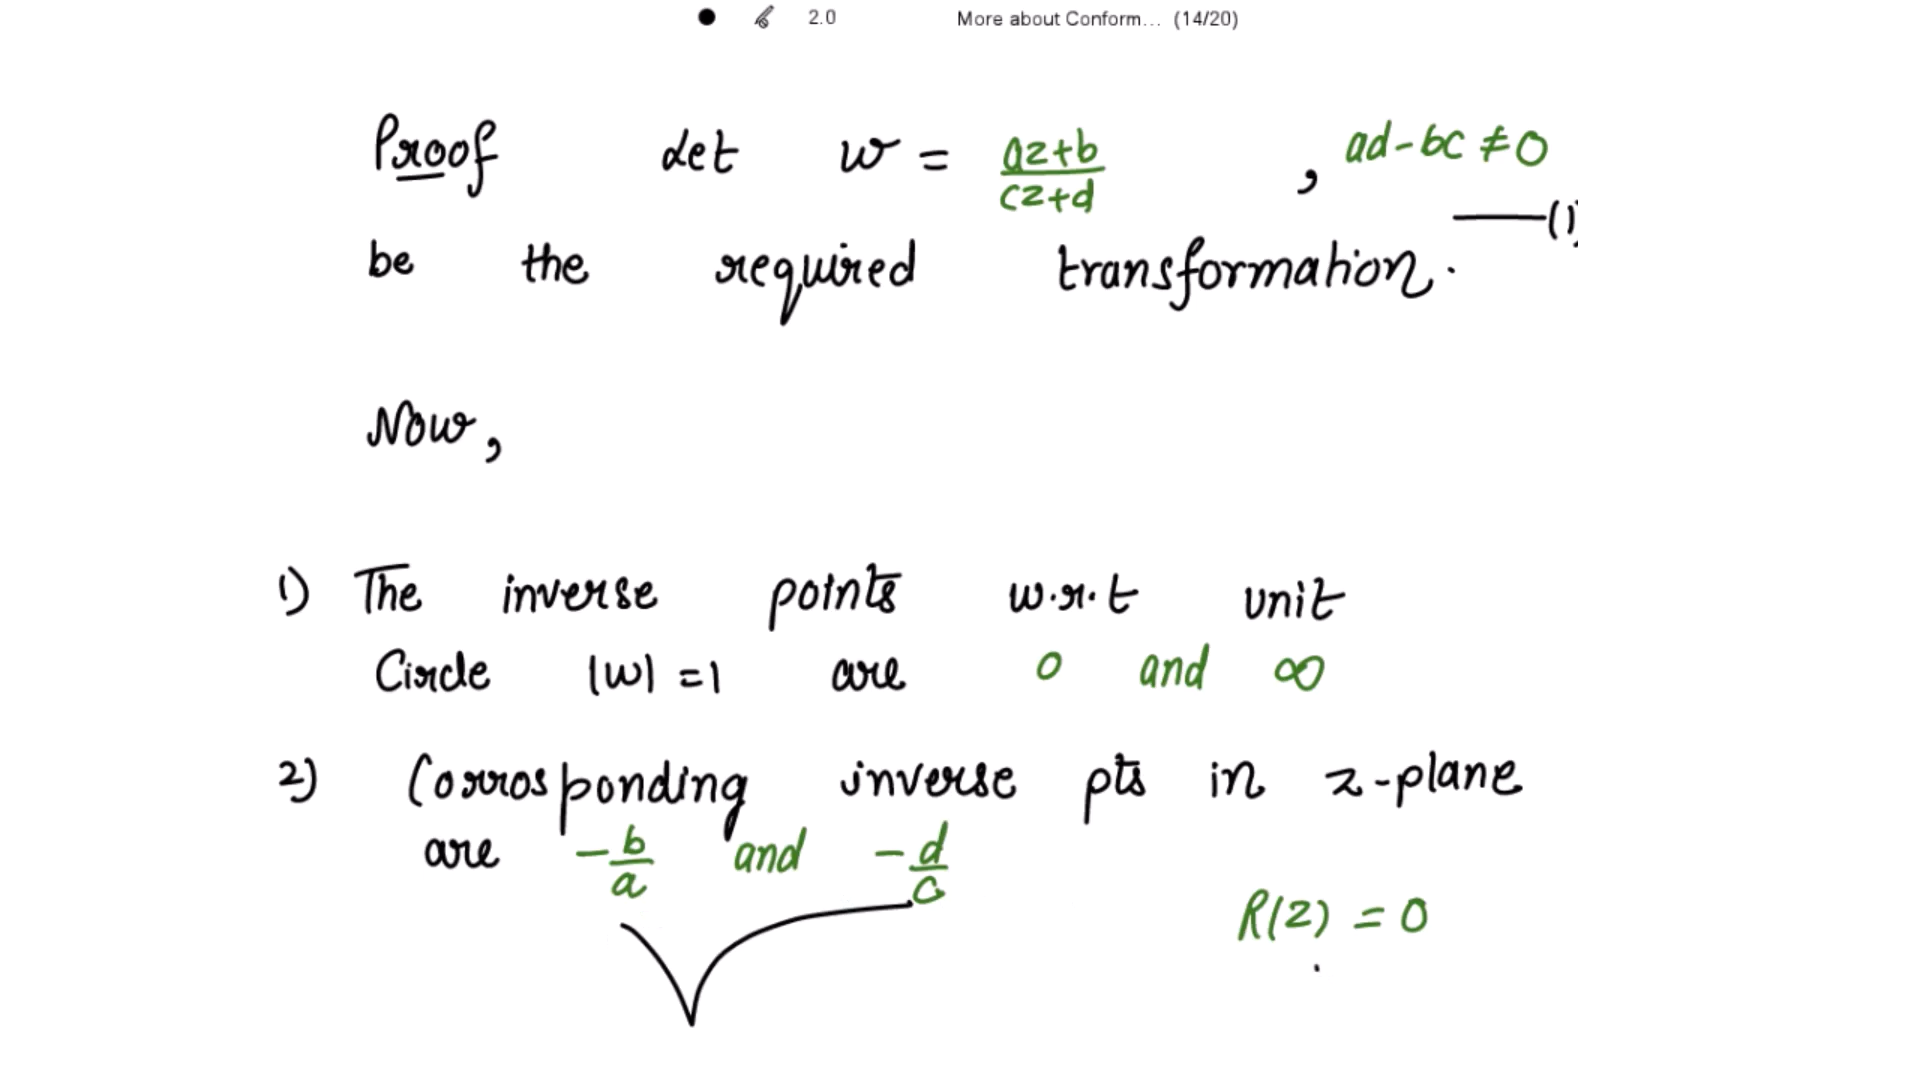 2.0 More about Conform... (14/20)
Proof Let w = az+b/cz+d , ad-bc ≠ 0
——(1)
be the required transformation.
Now,
1) The inverse points w.r.t unit
Circle |w| = 1 are 0 and ∞
2) Corrosponding inverse pts in z-plane
are -b/a and -d/c
R(z) = 0